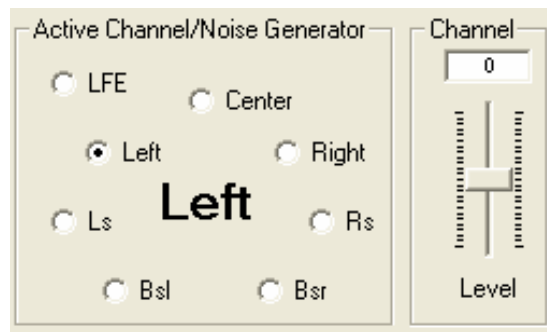 Active Channel/Noise Generator
LFE
Center
Left
Right
Left
Ls
Rs
Bsl
Bsr
Channel
0
Level